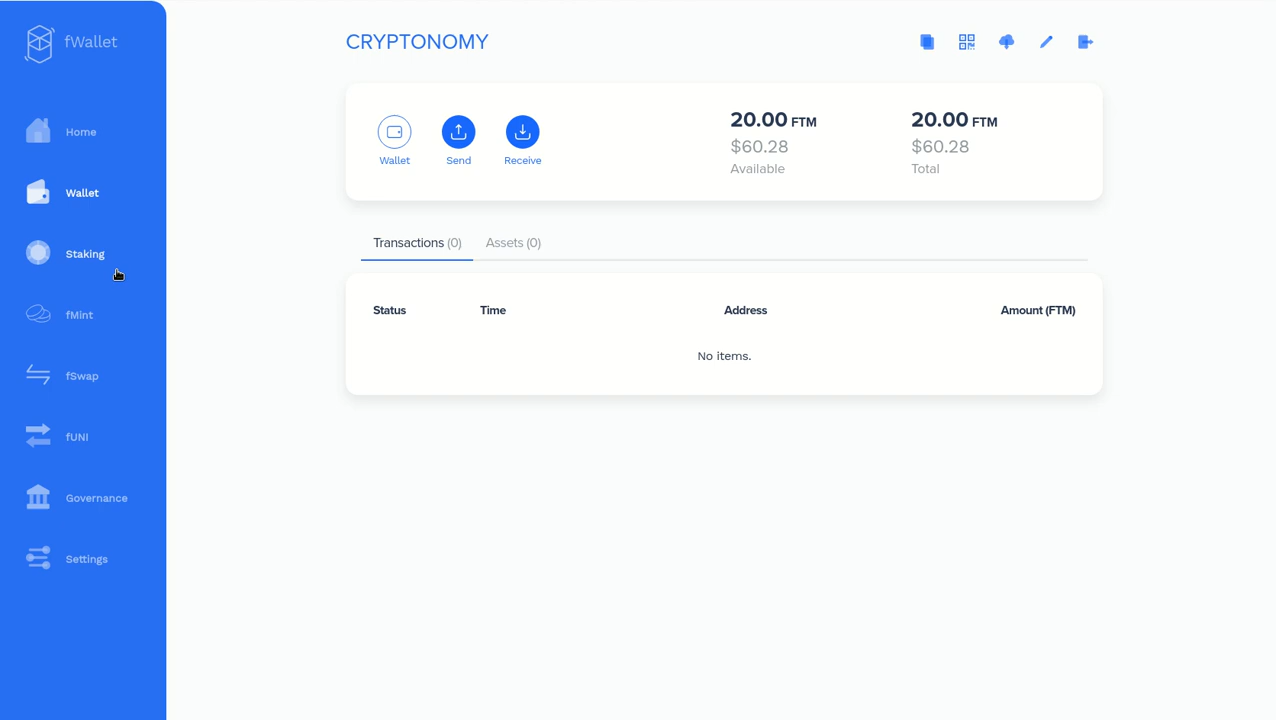 fWallet
Home
Wallet
Staking
fMint
fSwap
fUNI
Governance
Settings
CRYPTONOMY
Wallet
Send
Receive
20.00 FTM
$60.28
Available
20.00 FTM
$60.28
Total
Transactions (0) Assets (0)
Status Time Address Amount (FTM)
No items.